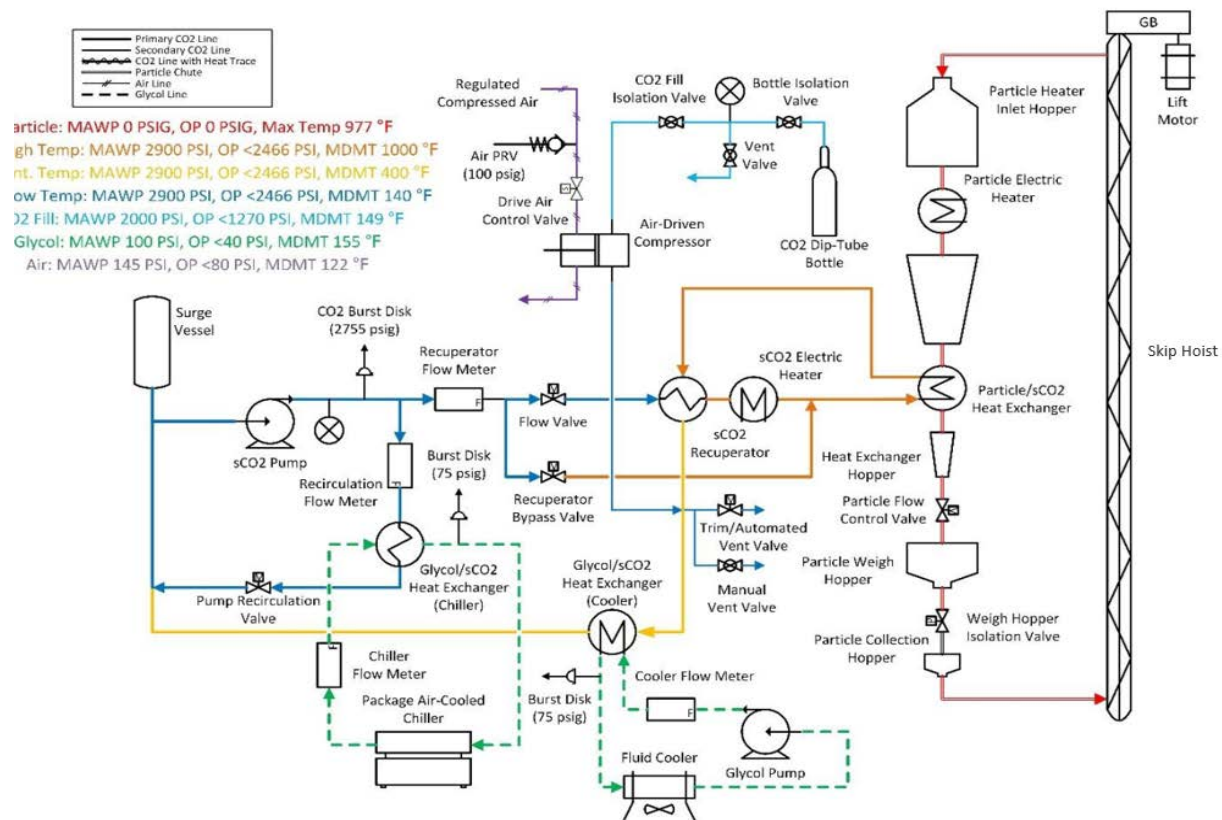 Primary CO2 Line
Secondary CO2 Line
CO2 Line with Heat Trace
Particle Chute
Air Line
Glycol Line
article: MAWP 0 PSIG, OP 0 PSIG, Max Temp 977 °F
gh Temp: MAWP 2900 PSI, OP <2466 PSI, MDMT 1000 °F
nt. Temp: MAWP 2900 PSI, OP <2466 PSI, MDMT 400 °F
ow Temp: MAWP 2900 PSI, OP <2466 PSI, MDMT 140 °F
O2 Fill: MAWP 2000 PSI, OP <1270 PSI, MDMT 149 °F
Glycol: MAWP 100 PSI, OP <40 PSI, MDMT 155 °F
Air: MAWP 145 PSI, OP <80 PSI, MDMT 122 °F
Regulated
Compressed Air
Air PRV
(100 psig)
Drive Air
Control Valve
CO2 Fill
Isolation Valve
Bottle Isolation
Valve
Vent
Valve
Air-Driven
Compressor
CO2 Dip-Tube
Bottle
GB
Lift
Motor
Particle Heater
Inlet Hopper
Particle Electric
Heater
Skip Hoist
Surge
Vessel
CO2 Burst Disk
(2755 psig)
Recuperator
Flow Meter
F
M
Flow Valve
sCO2 Electric
Heater
sCO2
Recuperator
Particle/sCO2
Heat Exchanger
sCO2 Pump
Recirculation
Flow Meter
F
Burst Disk
(75 psig)
M
Recuperator
Bypass Valve
Heat Exchanger
Hopper
Particle Flow
Control Valve
M
M
Trim/Automated
Vent Valve
Manual
Vent Valve
Particle Weigh
Hopper
Glycol/sCO2
Heat Exchanger
(Chiller)
Glycol/sCO2
Heat Exchanger
(Cooler)
M
Pump Recirculation
Valve
Weigh Hopper
Isolation Valve
Particle Collection
Hopper
F
Chiller
Flow Meter
Package Air-Cooled
Chiller
Burst Disk
(75 psig)
Cooler Flow Meter
F
Fluid Cooler
Glycol Pump